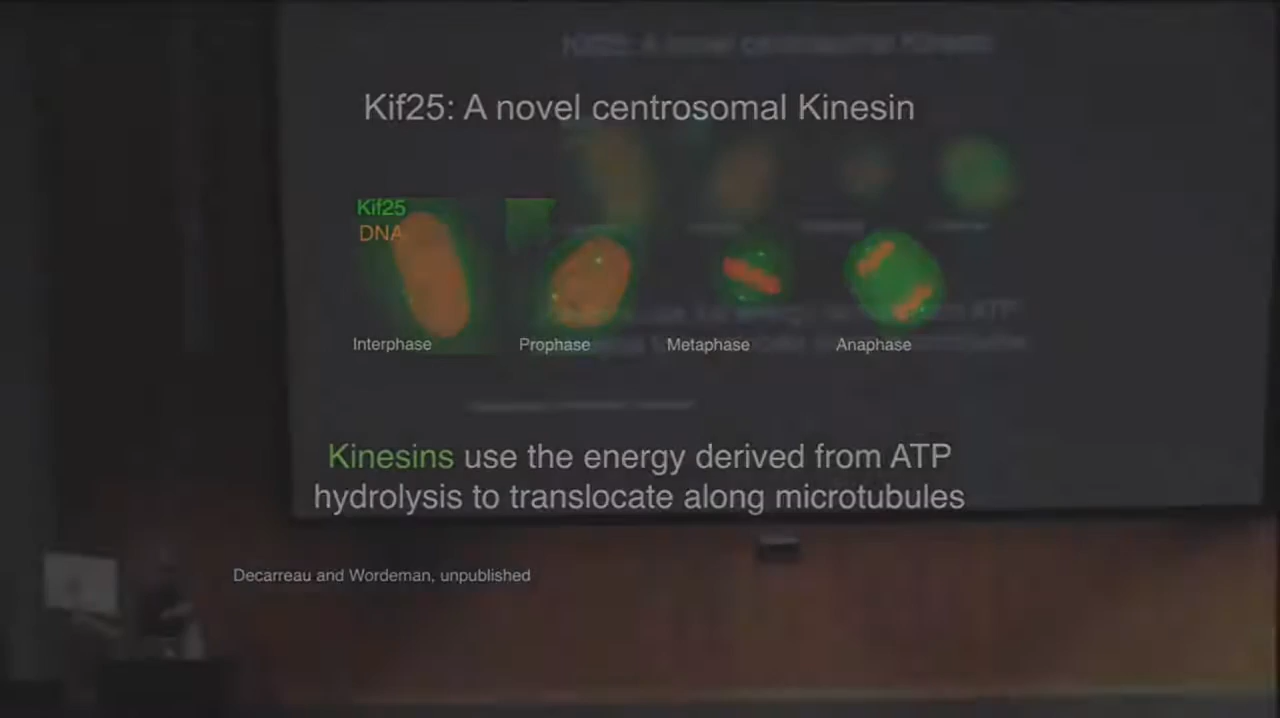 Kif25: A novel centrosomal Kinesin
Kif25
DNA
Interphase
Prophase
Metaphase
Anaphase
Kinesins use the energy derived from ATP
hydrolysis to translocate along microtubules
Decarreau and Wordeman, unpublished